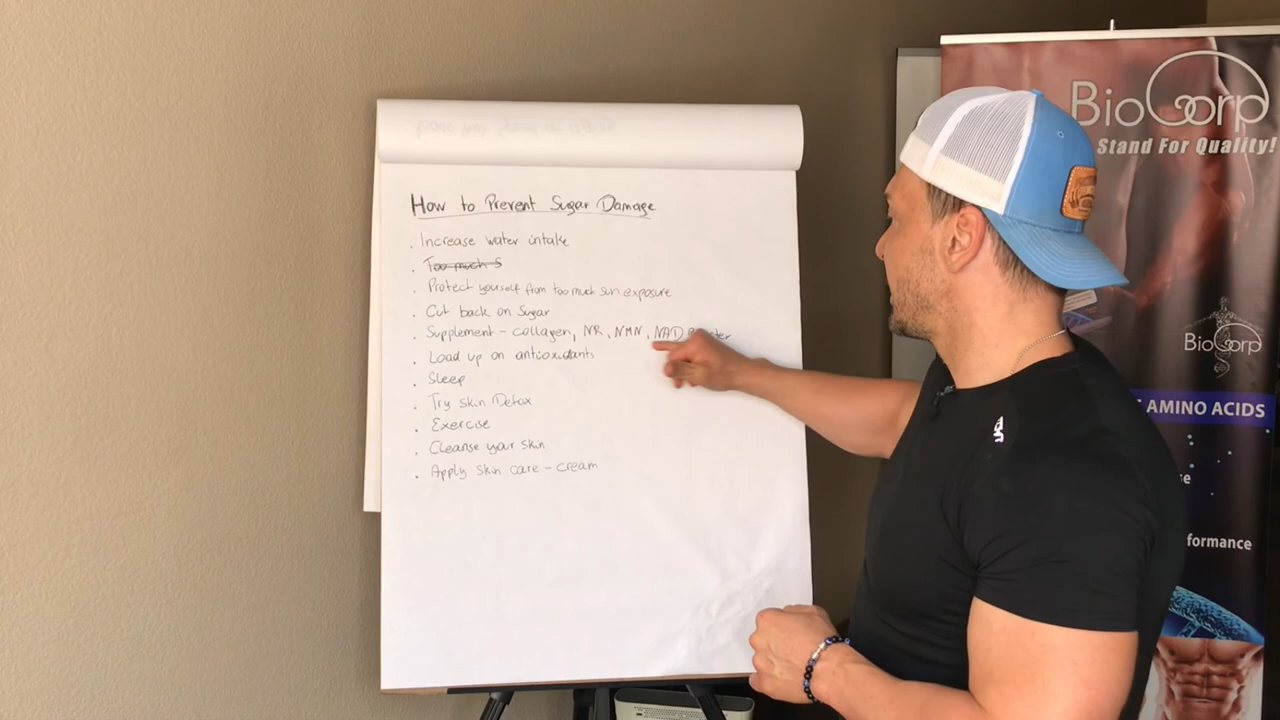 How to Prevent Sugar Damage
. Increase water intake
. Too much S
. Protect yourself from too much sun exposure
. Cut back on Sugar
. Supplement - collagen, NR, NMN, NAD
. Load up on antioxidants
. Sleep
. Try Skin Detox
. Exercise
. Cleanse your skin
. Apply skin care - cream
BioCorp
Stand For Quality!
BioCorp
AMINO ACIDS